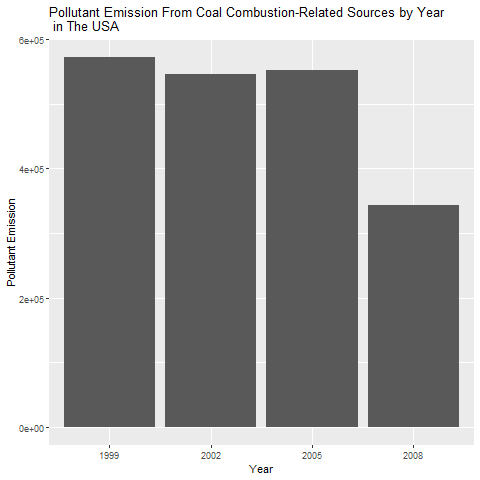 Pollutant Emission From Coal Combustion-Related Sources by Year
in The USA
6e+05
4e+05
2e+05
0e+00
Pollutant Emission
1999 2002 2005 2008
Year